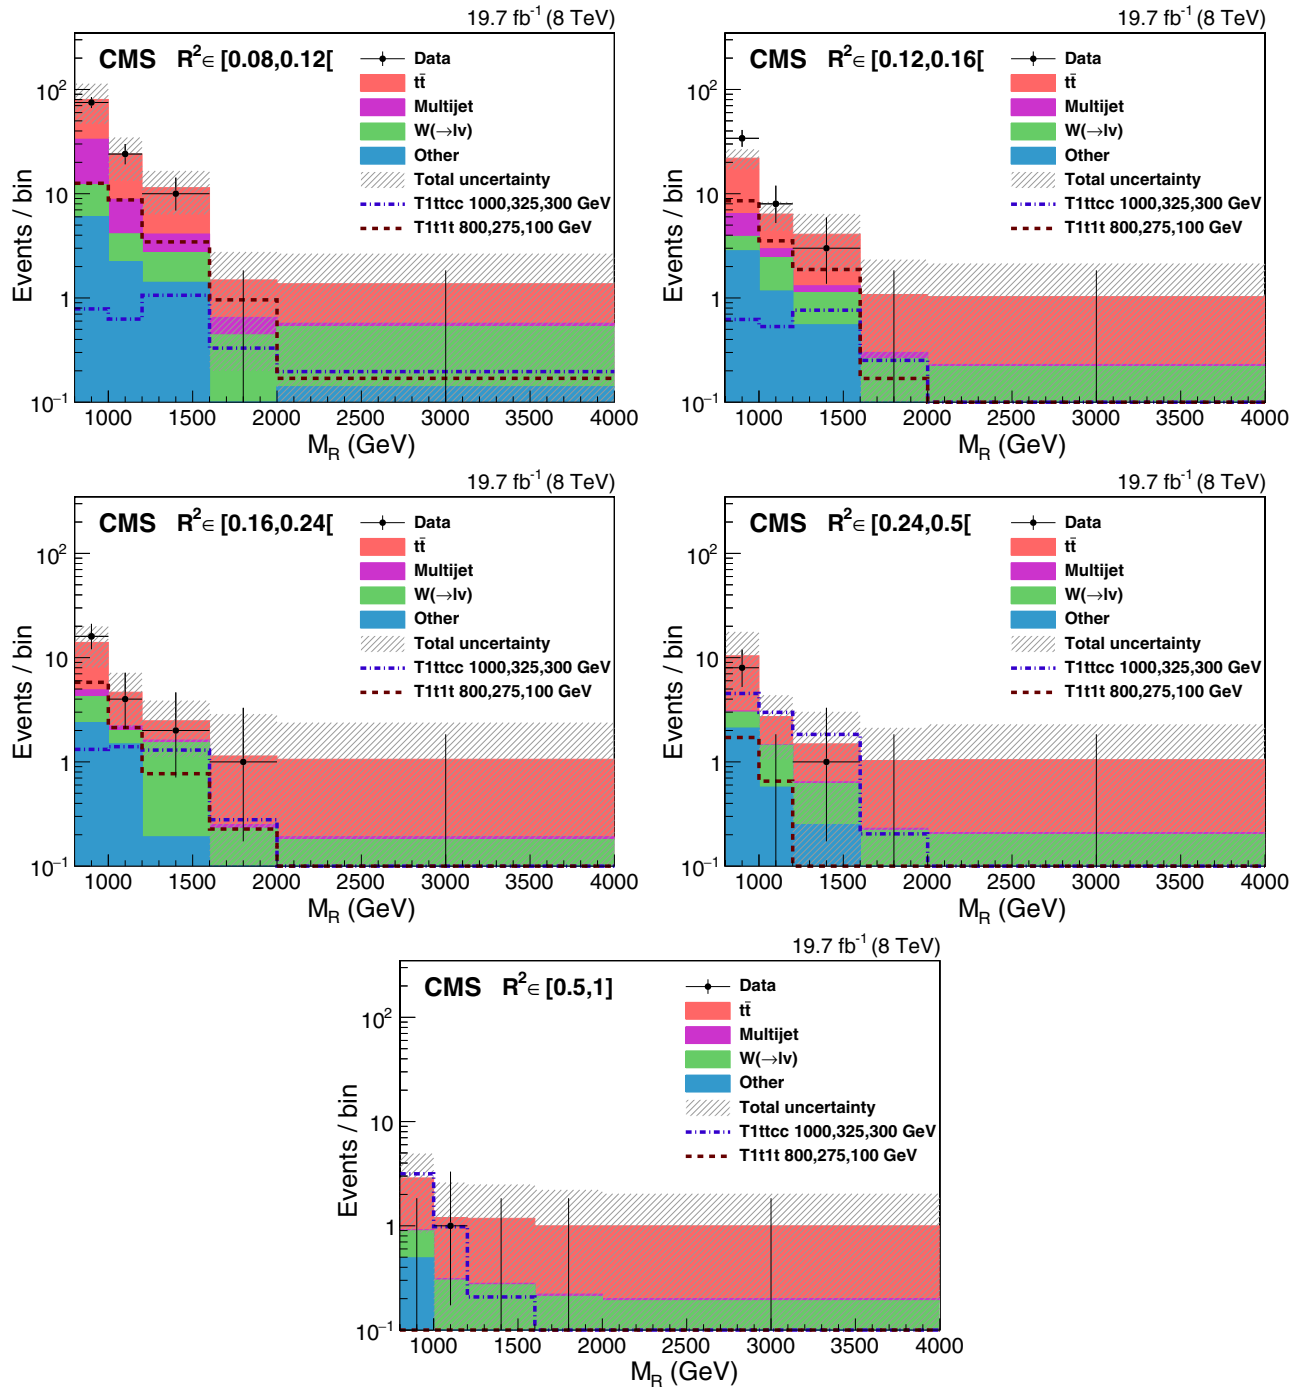 19.7 fb⁻¹ (8 TeV)
CMS R² ∈ [0.08,0.12[
Data
tt̄
Multijet
W(→lν)
Other
Total uncertainty
T1ttcc 1000,325,300 GeV
T1t1t 800,275,100 GeV
Events / bin
10²
10
1
10⁻¹
1000 1500 2000 2500 3000 3500 4000
M_R (GeV)
19.7 fb⁻¹ (8 TeV)
CMS R² ∈ [0.12,0.16[
Data
tt̄
Multijet
W(→lν)
Other
Total uncertainty
T1ttcc 1000,325,300 GeV
T1t1t 800,275,100 GeV
Events / bin
10²
10
1
10⁻¹
1000 1500 2000 2500 3000 3500 4000
M_R (GeV)
19.7 fb⁻¹ (8 TeV)
CMS R² ∈ [0.16,0.24[
Data
tt̄
Multijet
W(→lν)
Other
Total uncertainty
T1ttcc 1000,325,300 GeV
T1t1t 800,275,100 GeV
Events / bin
10²
10
1
10⁻¹
1000 1500 2000 2500 3000 3500 4000
M_R (GeV)
19.7 fb⁻¹ (8 TeV)
CMS R² ∈ [0.24,0.5[
Data
tt̄
Multijet
W(→lν)
Other
Total uncertainty
T1ttcc 1000,325,300 GeV
T1t1t 800,275,100 GeV
Events / bin
10²
10
1
10⁻¹
1000 1500 2000 2500 3000 3500 4000
M_R (GeV)
19.7 fb⁻¹ (8 TeV)
CMS R² ∈ [0.5,1]
Data
tt̄
Multijet
W(→lν)
Other
Total uncertainty
T1ttcc 1000,325,300 GeV
T1t1t 800,275,100 GeV
Events / bin
10²
10
1
10⁻¹
1000 1500 2000 2500 3000 3500 4000
M_R (GeV)